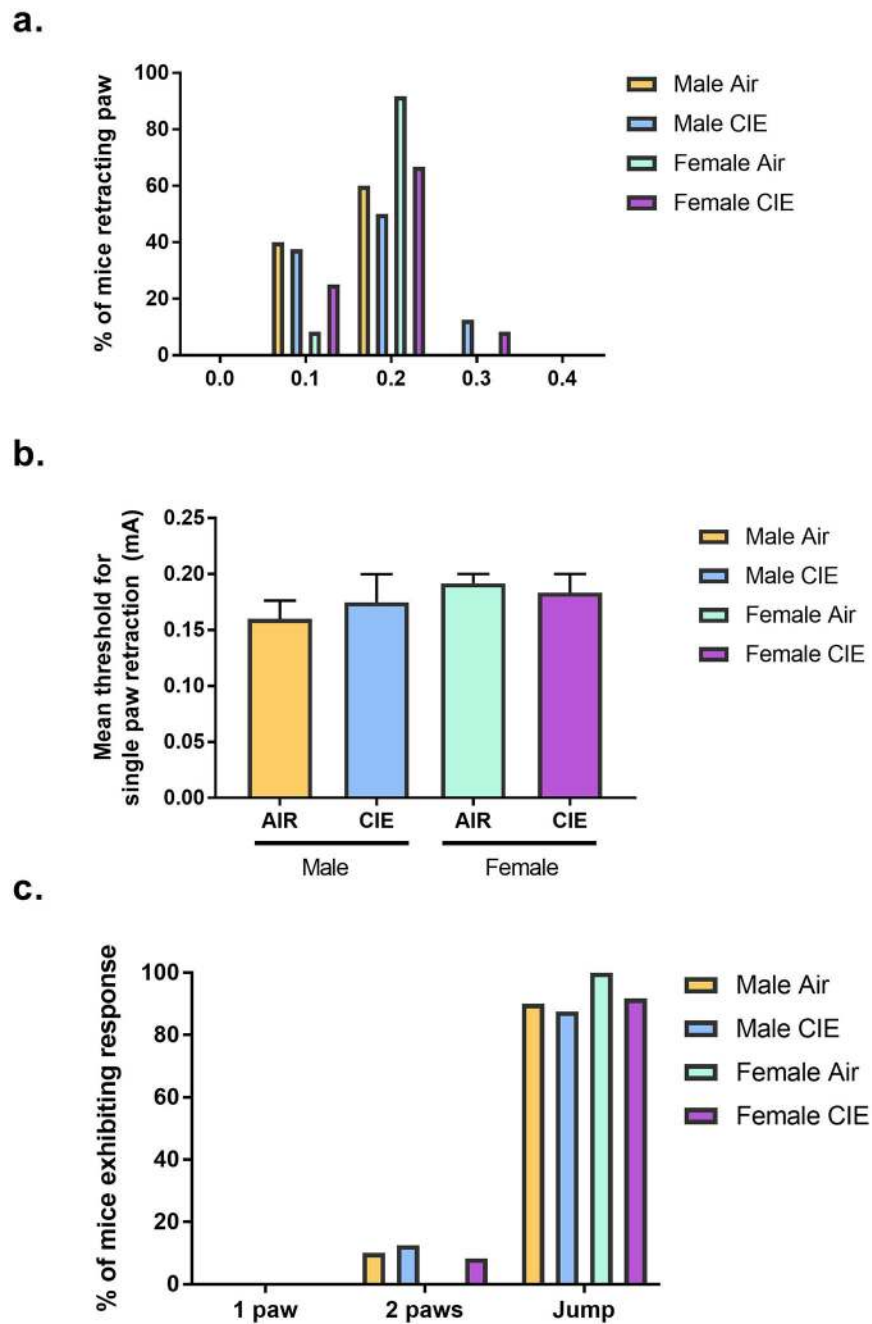 a.
% of mice retracting paw
100
80
60
40
20
0
0.0 0.1 0.2 0.3 0.4
Male Air
Male CIE
Female Air
Female CIE
b.
Mean threshold for
single paw retraction (mA)
0.25
0.20
0.15
0.10
0.05
0.00
AIR CIE AIR CIE
Male Female
Male Air
Male CIE
Female Air
Female CIE
c.
% of mice exhibiting response
100
80
60
40
20
0
1 paw 2 paws Jump
Male Air
Male CIE
Female Air
Female CIE